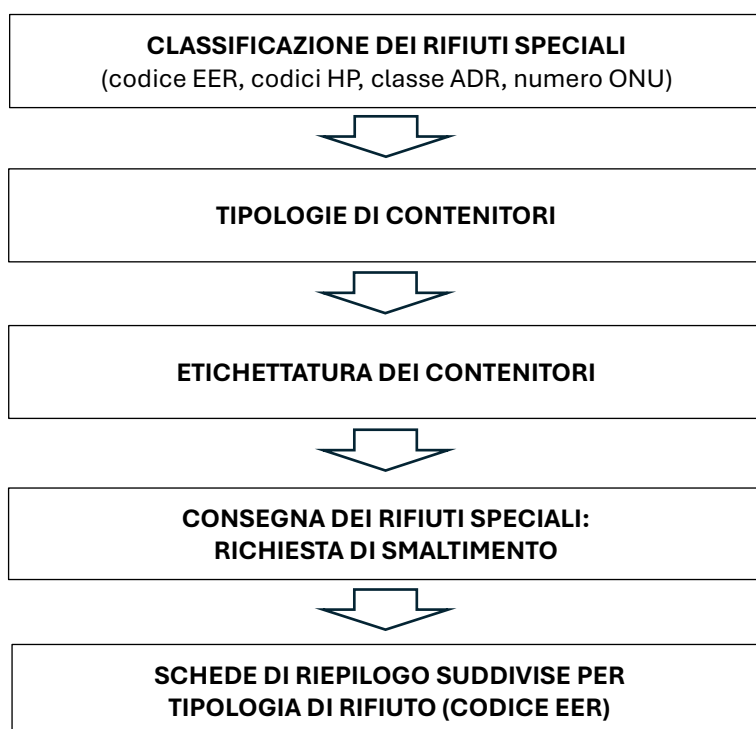 CLASSIFICAZIONE DEI RIFIUTI SPECIALI
(codice EER, codici HP, classe ADR, numero ONU)
TIPOLOGIE DI CONTENITORI
ETICHETTATURA DEI CONTENITORI
CONSEGNA DEI RIFIUTI SPECIALI:
RICHIESTA DI SMALTIMENTO
SCHEDE DI RIEPILOGO SUDDIVISE PER
TIPOLOGIA DI RIFIUTO (CODICE EER)